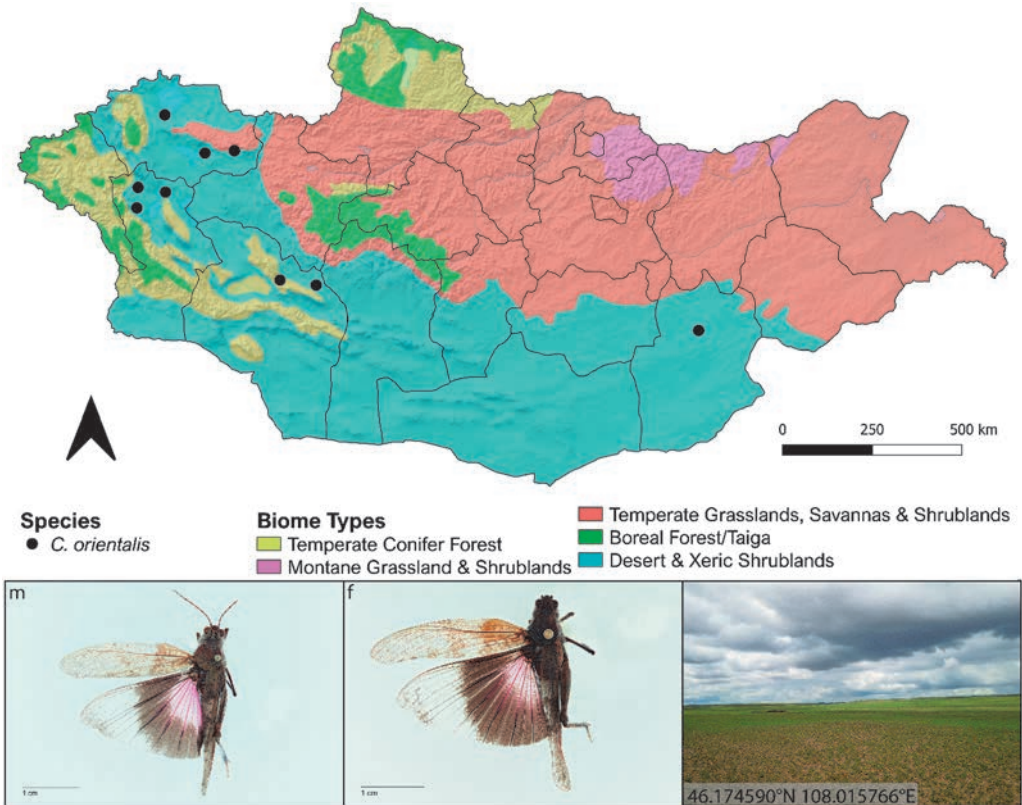 0 250 500 km
Species
C. orientalis
Biome Types
Temperate Conifer Forest
Montane Grassland & Shrublands
Temperate Grasslands, Savannas & Shrublands
Boreal Forest/Taiga
Desert & Xeric Shrublands
m
1 cm
f
1 cm
46.174590°N 108.015766°E